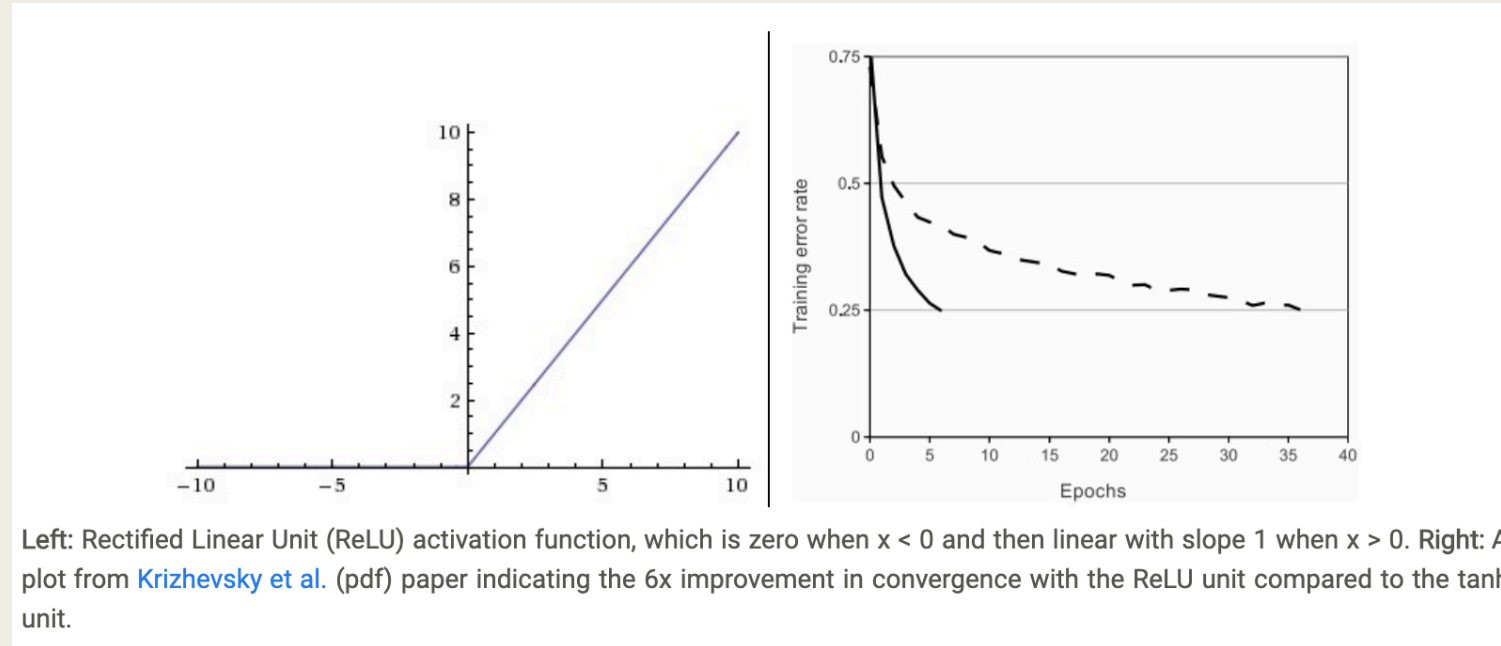 10
8
6
4
2
−10
−5
5
10
0.75
0.5
0.25
0
Training error rate
0 5 10 15 20 25 30 35 40
Epochs
Left: Rectified Linear Unit (ReLU) activation function, which is zero when x < 0 and then linear with slope 1 when x > 0. Right: A
plot from Krizhevsky et al. (pdf) paper indicating the 6x improvement in convergence with the ReLU unit compared to the tanh
unit.